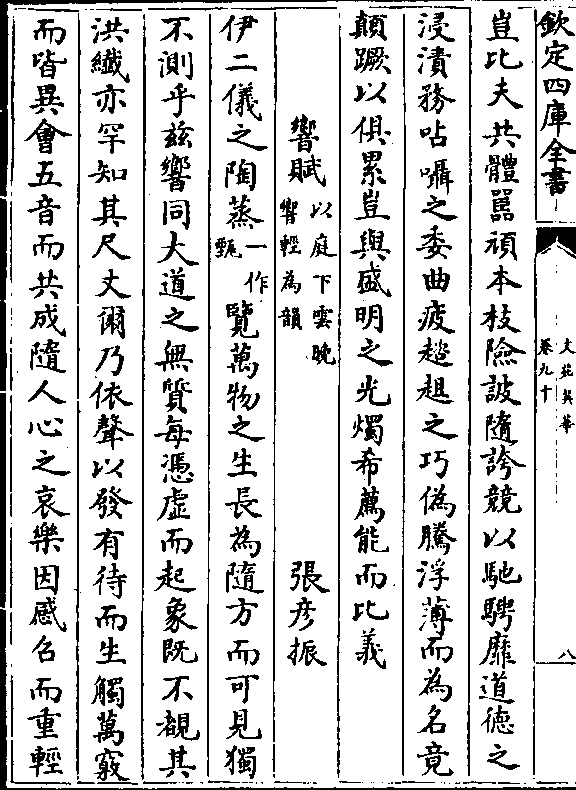 欽定四庫全書
文苑英華
卷九十
八
豈比夫共體嚚頑本枝險詖隨誇競以馳騁靡道德之
浸漬務呫囁之委曲疲趑趄之巧偽騰浮薄而為名竟
顛蹶以俱累豈與盛明之光燭希薦能而比義
響賦以庭下雲晚響輕為韻 張彦振
伊二儀之陶蒸一作甄覽萬物之生長為隨方而可見獨
不測乎兹響同大道之無質每憑虚而起象既不覩其
洪纖亦罕知其尺丈爾乃依聲以發有待而生觸萬竅
而皆異會五音而共成隨人心之哀樂因感名而重輕